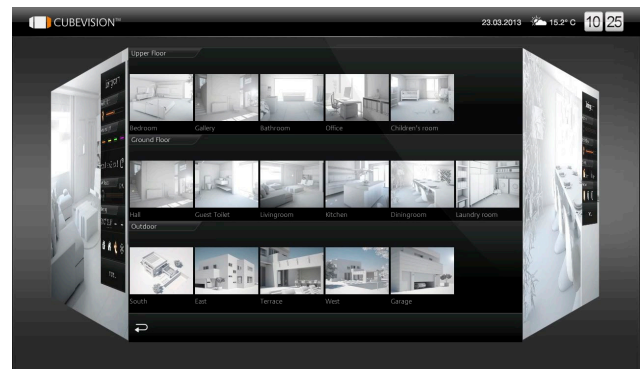 CUBEVISION™
23.03.2013 15.2° C 10 25
Upper Floor
Bedroom Gallery Bathroom Office Children's room
Ground Floor
Hall Guest Toilet Livingroom Kitchen Diningroom Laundry room
Outdoor
South East Terrace West Garage